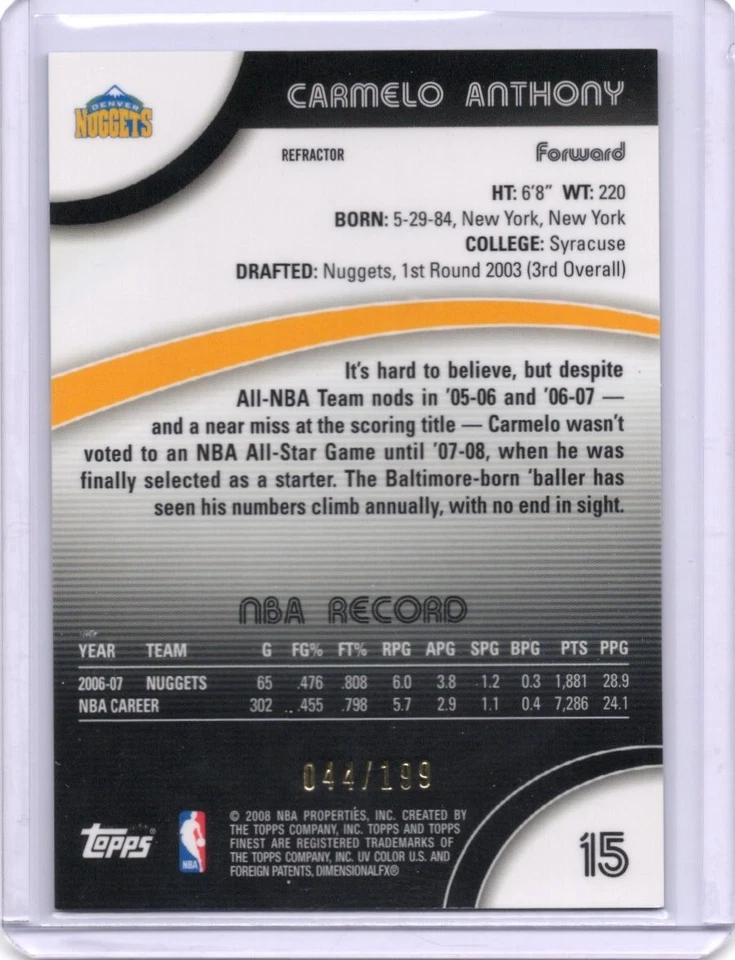 DENVER
NUGGETS
CARMELO ANTHONY
REFRACTOR
Forward
HT: 6'8" WT: 220
BORN: 5-29-84, New York, New York
COLLEGE: Syracuse
DRAFTED: Nuggets, 1st Round 2003 (3rd Overall)
It's hard to believe, but despite
All-NBA Team nods in '05-06 and '06-07 —
and a near miss at the scoring title — Carmelo wasn't
voted to an NBA All-Star Game until '07-08, when he was
finally selected as a starter. The Baltimore-born 'baller has
seen his numbers climb annually, with no end in sight.
NBA RECORD
YEAR TEAM G FG% FT% RPG APG SPG BPG PTS PPG
2006-07 NUGGETS 65 .476 .808 6.0 3.8 1.2 0.3 1,881 28.9
NBA CAREER 302 .455 .798 5.7 2.9 1.1 0.4 7,286 24.1
044/199
Topps®
NBA
© 2008 NBA PROPERTIES, INC. CREATED BY
THE TOPPS COMPANY, INC. TOPPS AND TOPPS
FINEST ARE REGISTERED TRADEMARKS OF
THE TOPPS COMPANY, INC. UV COLOR U.S. AND
FOREIGN PATENTS, DIMENSIONALFX®
15